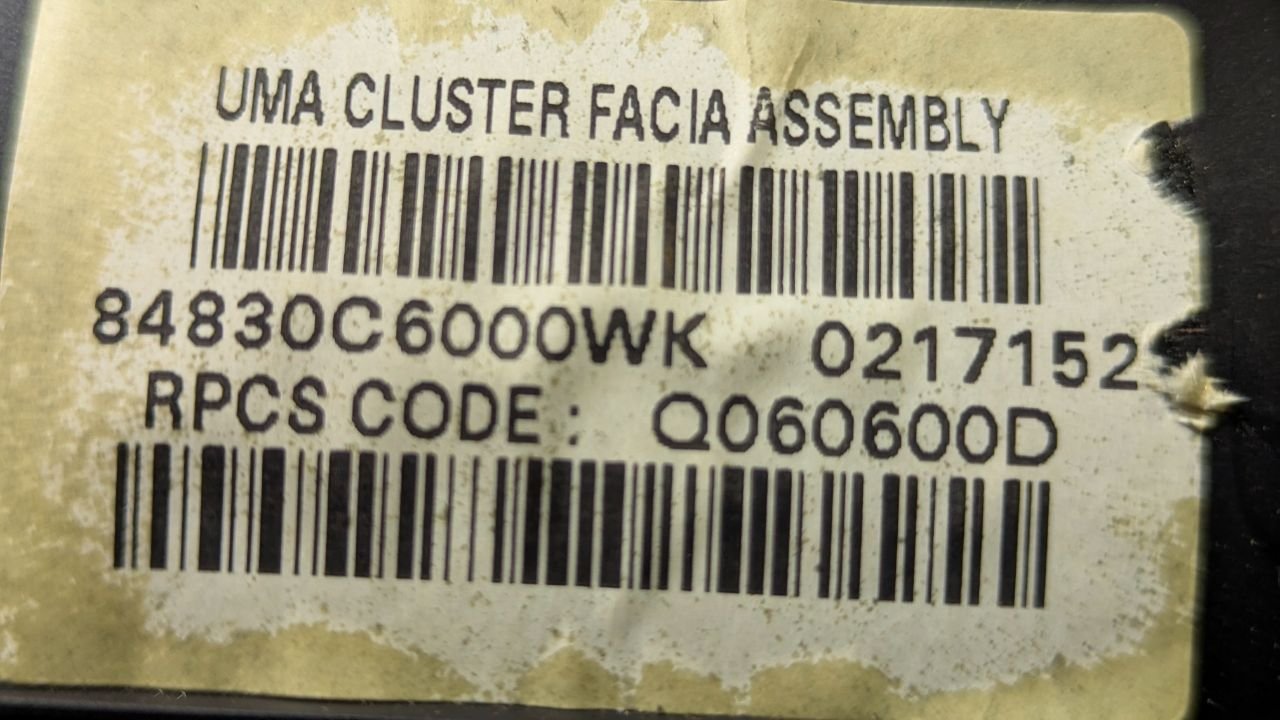 UMA CLUSTER FACIA ASSEMBLY
84830C6000WK 0217152
RPCS CODE : Q060600D